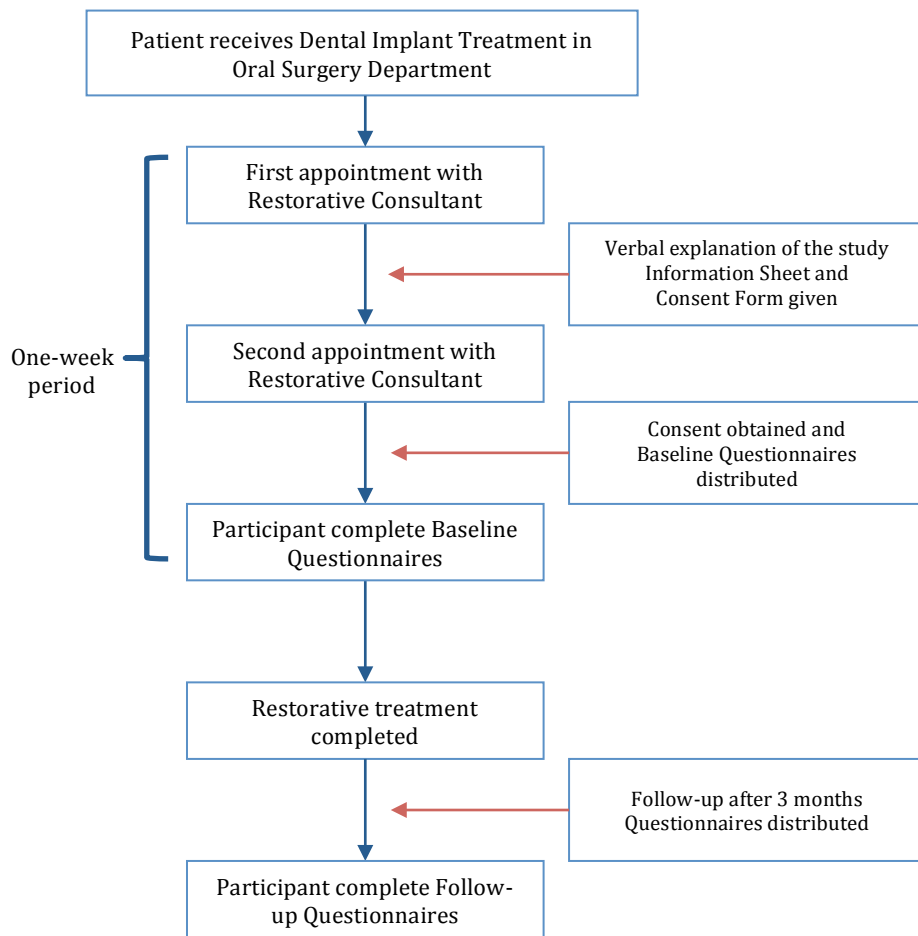 Patient receives Dental Implant Treatment in
Oral Surgery Department
First appointment with
Restorative Consultant
Verbal explanation of the study
Information Sheet and
Consent Form given
One-week
period
Second appointment with
Restorative Consultant
Consent obtained and
Baseline Questionnaires
distributed
Participant complete Baseline
Questionnaires
Restorative treatment
completed
Follow-up after 3 months
Questionnaires distributed
Participant complete Follow-
up Questionnaires